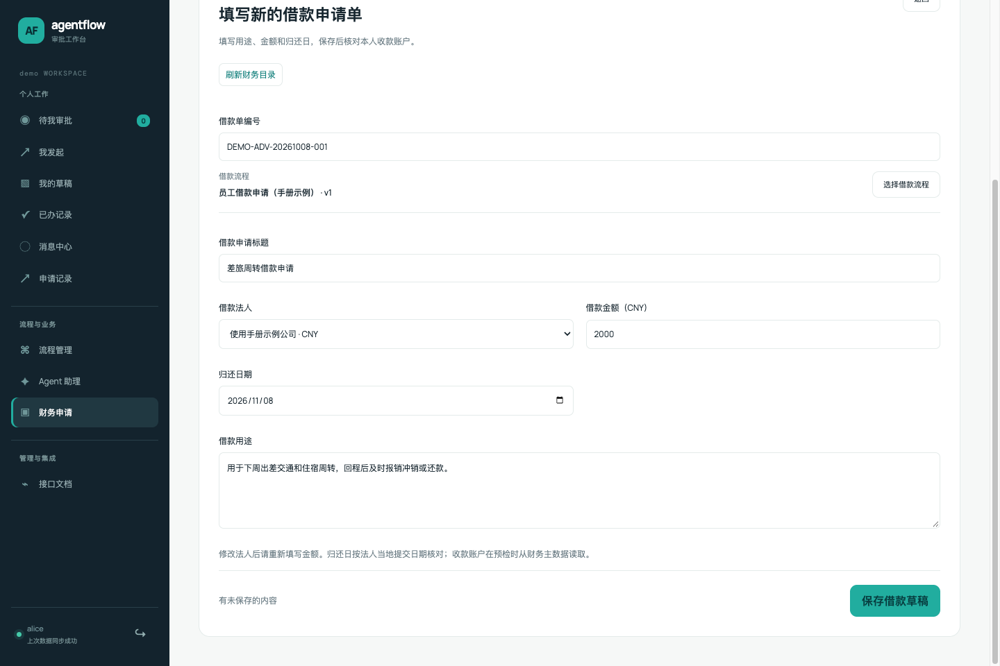 AF
agentflow
审批工作台
demo WORKSPACE
个人工作
待我审批
0
我发起
我的草稿
已办记录
消息中心
申请记录
流程与业务
流程管理
Agent 助理
财务申请
管理与集成
接口文档
alice
上次数据同步成功
填写新的借款申请单
填写用途、金额和归还日，保存后核对本人收款账户。
刷新财务目录
借款单编号
DEMO-ADV-20261008-001
借款流程
员工借款申请（手册示例） · v1
选择借款流程
借款申请标题
差旅周转借款申请
借款法人
借款金额（CNY）
使用手册示例公司 · CNY
2000
归还日期
2026/11/08
借款用途
用于下周出差交通和住宿周转，回程后及时报销冲销或还款。
修改法人后请重新填写金额。归还日按法人当地提交日期核对；收款账户在预检时从财务主数据读取。
有未保存的内容
保存借款草稿